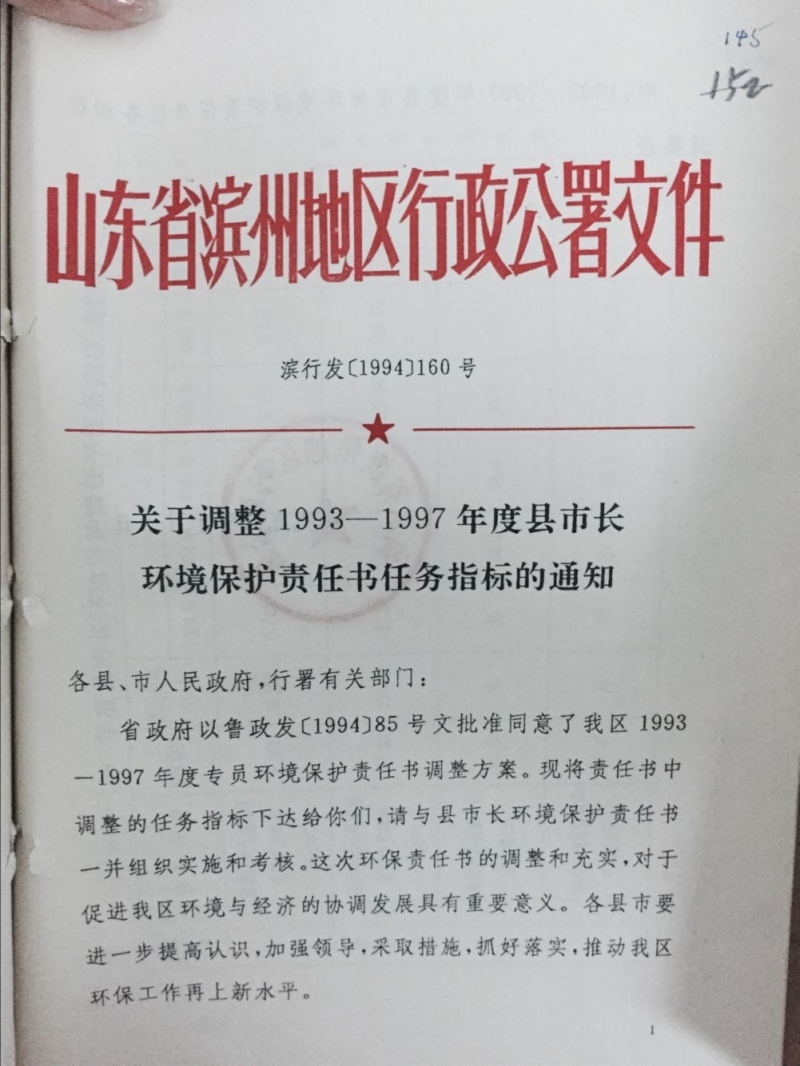 145
152
山东省滨州地区行政公署文件
滨行发〔1994〕160号
关于调整1993—1997年度县市长
环境保护责任书任务指标的通知
各县、市人民政府,行署有关部门:
省政府以鲁政发〔1994〕85号文批准同意了我区1993
—1997年度专员环境保护责任书调整方案。现将责任书中
调整的任务指标下达给你们,请与县市长环境保护责任书
一并组织实施和考核。这次环保责任书的调整和充实,对于
促进我区环境与经济的协调发展具有重要意义。各县市要
进一步提高认识,加强领导,采取措施,抓好落实,推动我区
环保工作再上新水平。
1